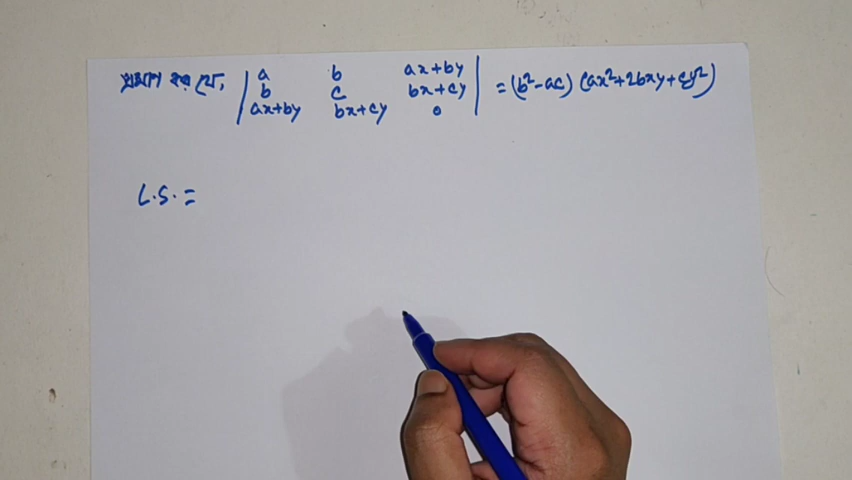 প্রমাণ কর যে, | a b ax+by | = (b²-ac) (ax²+2bxy+cy²)
b c bx+cy
ax+by bx+cy 0
L.S. =